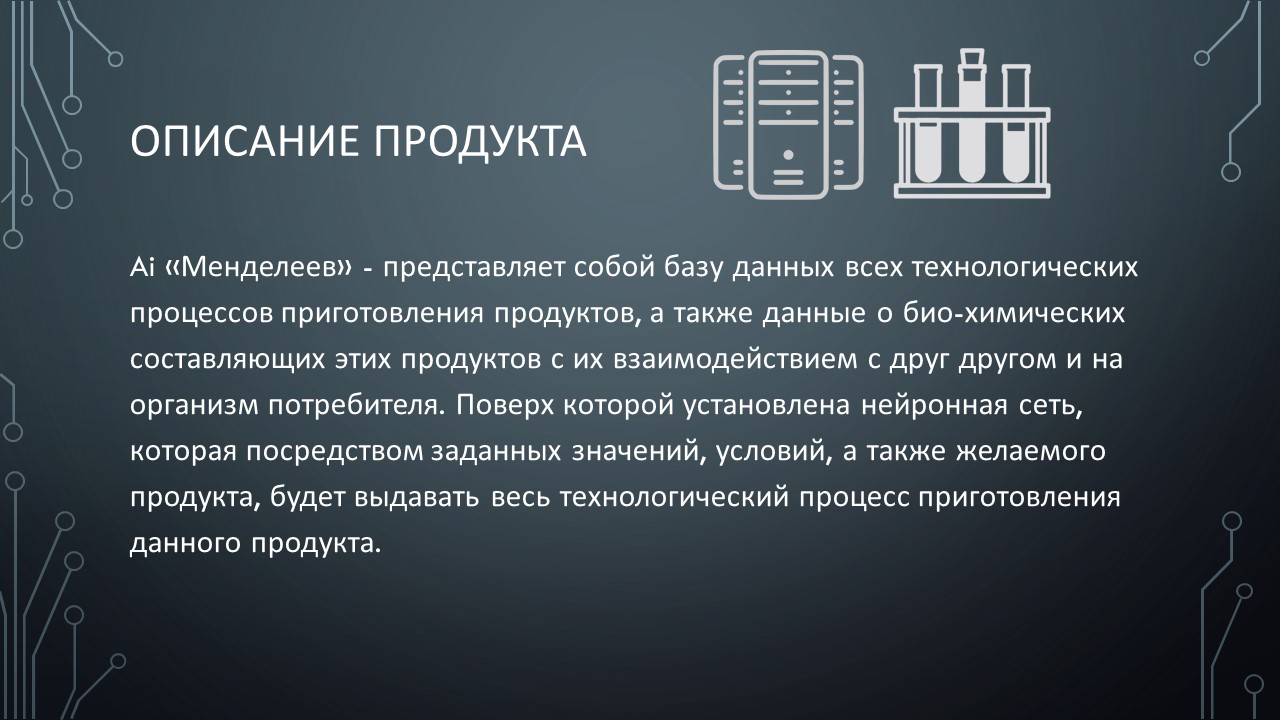 ОПИСАНИЕ ПРОДУКТА
Ai «Менделеев» - представляет собой базу данных всех технологических
процессов приготовления продуктов, а также данные о био-химических
составляющих этих продуктов с их взаимодействием с друг другом и на
организм потребителя. Поверх которой установлена нейронная сеть,
которая посредством заданных значений, условий, а также желаемого
продукта, будет выдавать весь технологический процесс приготовления
данного продукта.